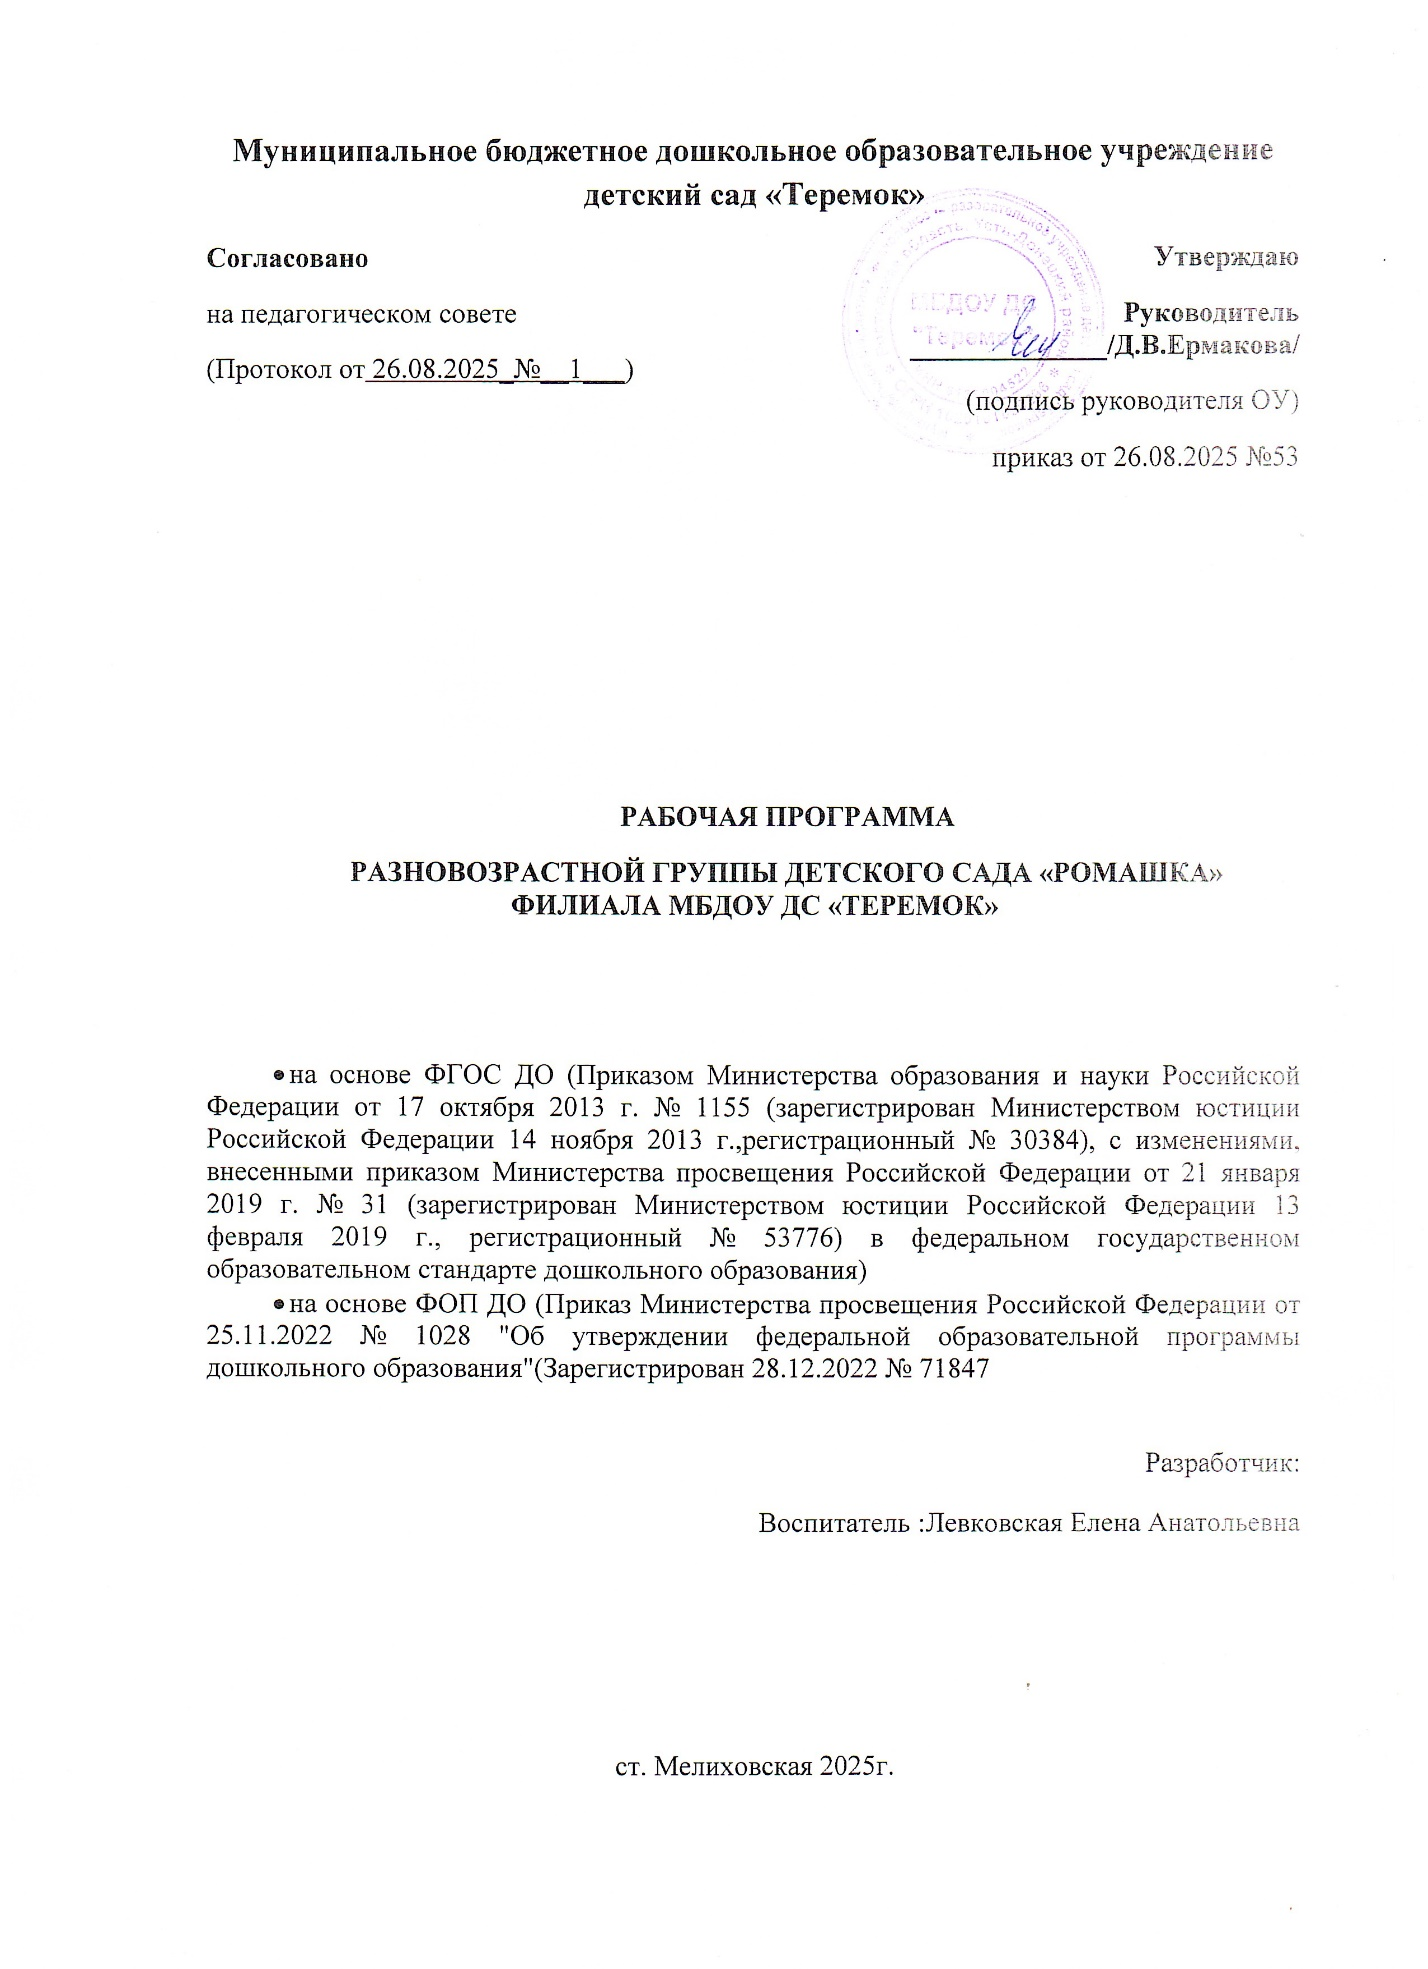 Муниципальное бюджетное дошкольное образовательное учреждение
детский сад «Теремок»
Согласовано
Утверждаю
на педагогическом совете
Руководитель
/Д.В.Ермакова/
(Протокол от 26.08.2025_№__1___)
(подпись руководителя ОУ)
приказ от 26.08.2025 №53
МБДОУ ДС
"Теремок"
РАБОЧАЯ ПРОГРАММА
РАЗНОВОЗРАСТНОЙ ГРУППЫ ДЕТСКОГО САДА «РОМАШКА»
ФИЛИАЛА МБДОУ ДС «ТЕРЕМОК»
•на основе ФГОС ДО (Приказом Министерства образования и науки Российской
Федерации от 17 октября 2013 г. № 1155 (зарегистрирован Министерством юстиции
Российской Федерации 14 ноября 2013 г.,регистрационный № 30384), с изменениями,
внесенными приказом Министерства просвещения Российской Федерации от 21 января
2019 г. № 31 (зарегистрирован Министерством юстиции Российской Федерации 13
февраля 2019 г., регистрационный № 53776) в федеральном государственном
образовательном стандарте дошкольного образования)
•на основе ФОП ДО (Приказ Министерства просвещения Российской Федерации от
25.11.2022 № 1028 "Об утверждении федеральной образовательной программы
дошкольного образования"(Зарегистрирован 28.12.2022 № 71847
Разработчик:
Воспитатель :Левковская Елена Анатольевна
ст. Мелиховская 2025г.